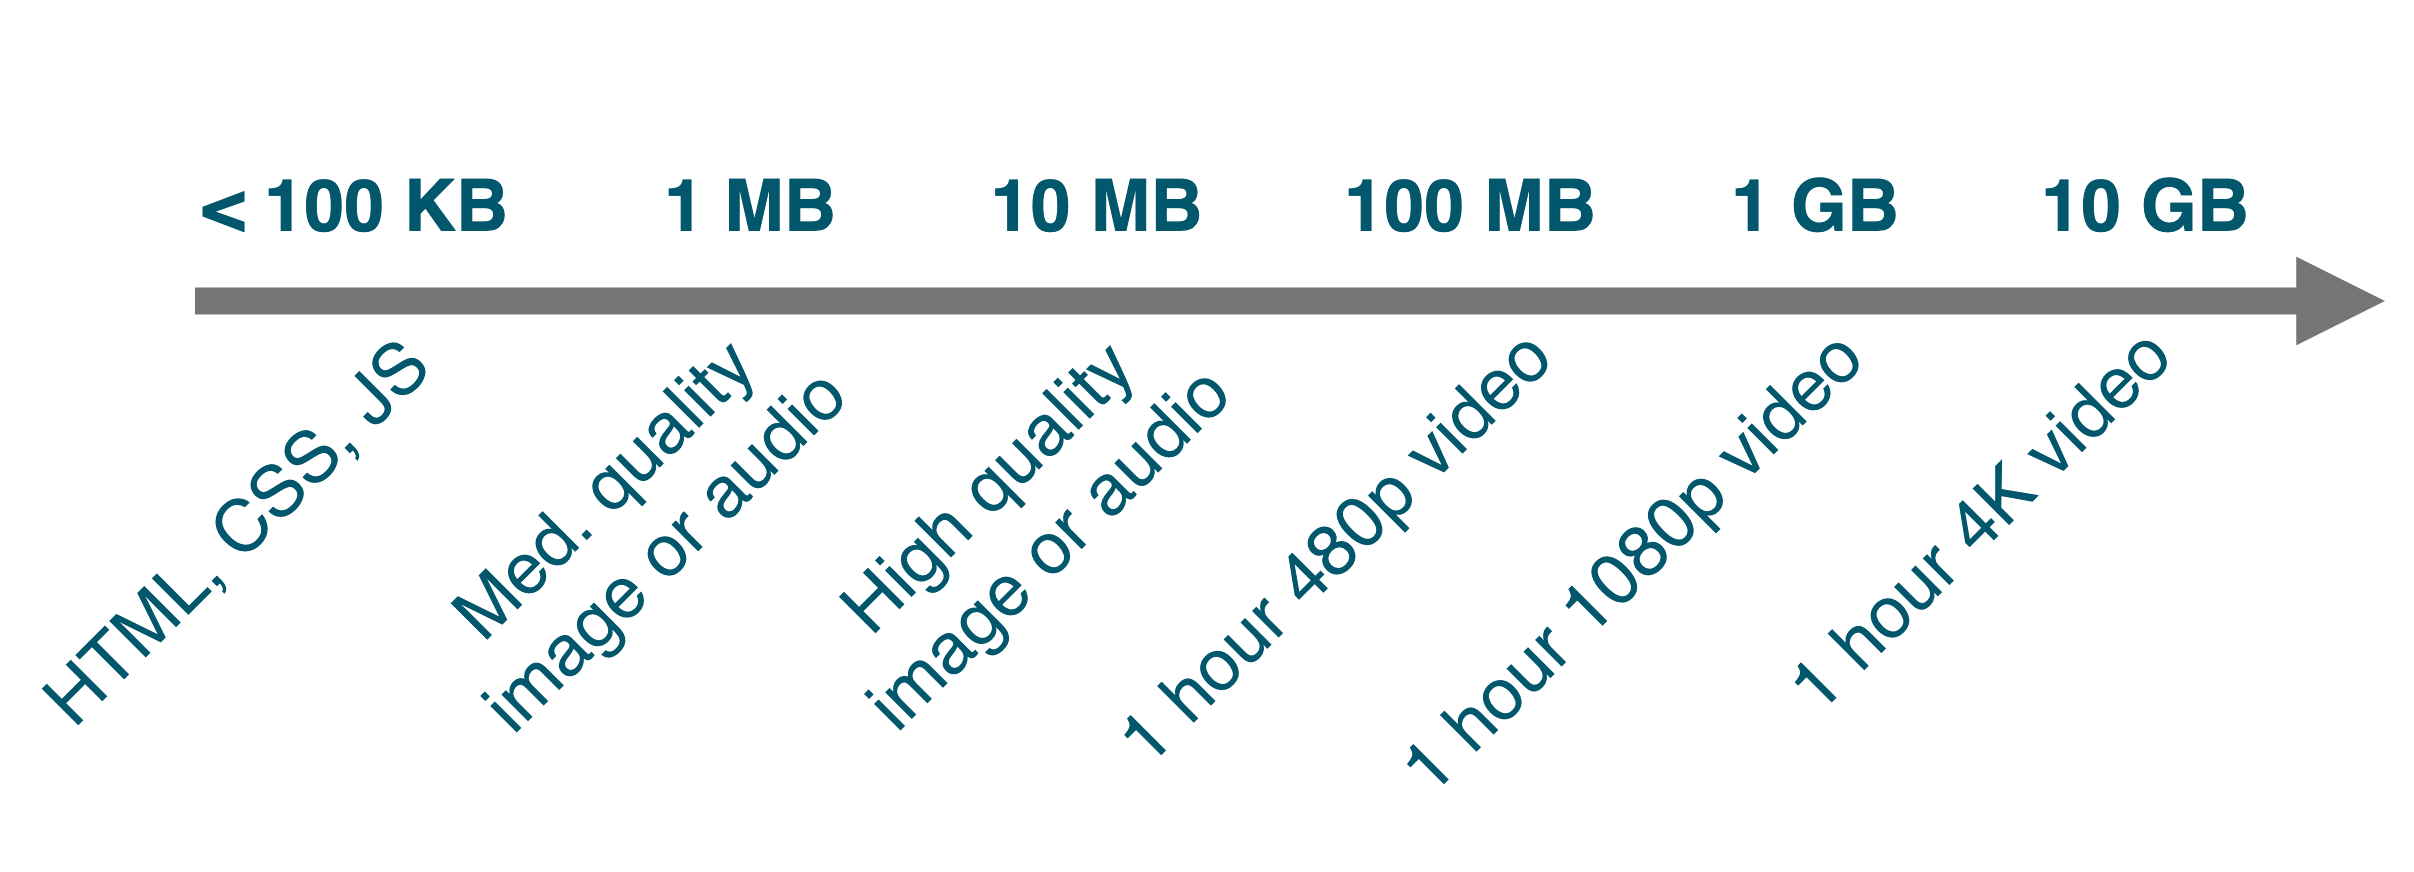 < 100 KB
1 MB
10 MB
100 MB
1 GB
10 GB
HTML, CSS, JS
Med. quality
image or audio
High quality
image or audio
1 hour 480p video
1 hour 1080p video
1 hour 4K video